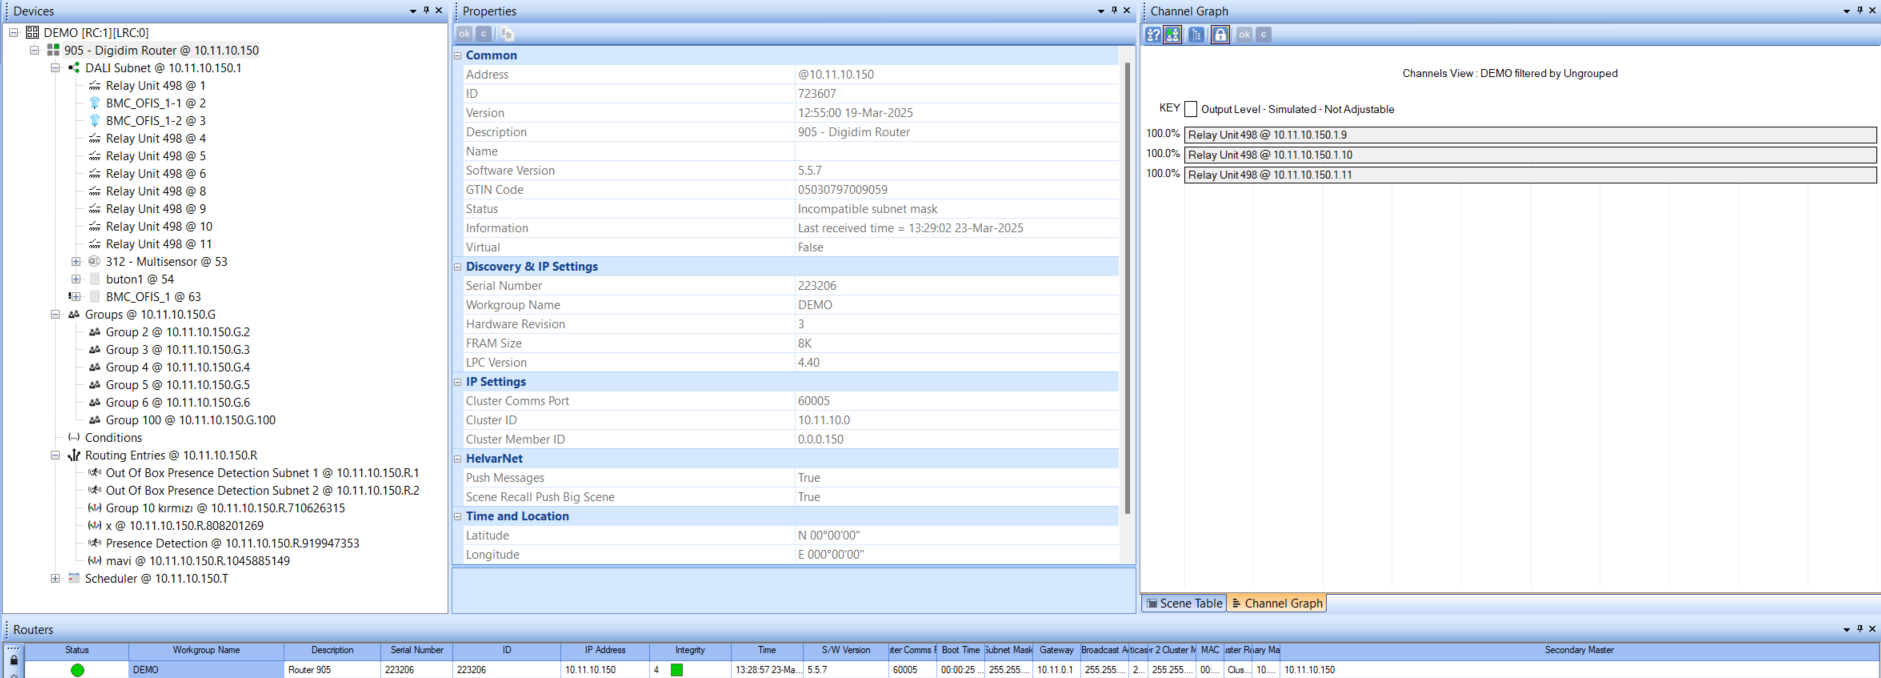 Devices
DEMO [RC:1][LRC:0]
905 - Digidim Router @ 10.11.10.150
DALI Subnet @ 10.11.10.150.1
Relay Unit 498 @ 1
BMC_OFIS_1-1 @ 2
BMC_OFIS_1-2 @ 3
Relay Unit 498 @ 4
Relay Unit 498 @ 5
Relay Unit 498 @ 6
Relay Unit 498 @ 8
Relay Unit 498 @ 9
Relay Unit 498 @ 10
Relay Unit 498 @ 11
312 - Multisensor @ 53
buton1 @ 54
BMC_OFIS_1 @ 63
Groups @ 10.11.10.150.G
Group 2 @ 10.11.10.150.G.2
Group 3 @ 10.11.10.150.G.3
Group 4 @ 10.11.10.150.G.4
Group 5 @ 10.11.10.150.G.5
Group 6 @ 10.11.10.150.G.6
Group 100 @ 10.11.10.150.G.100
Conditions
Routing Entries @ 10.11.10.150.R
Out Of Box Presence Detection Subnet 1 @ 10.11.10.150.R.1
Out Of Box Presence Detection Subnet 2 @ 10.11.10.150.R.2
Group 10 kırmızı @ 10.11.10.150.R.710626315
x @ 10.11.10.150.R.808201269
Presence Detection @ 10.11.10.150.R.919947353
mavi @ 10.11.10.150.R.1045885149
Scheduler @ 10.11.10.150.T
Properties
ok c
Common
Address @10.11.10.150
ID 723607
Version 12:55:00 19-Mar-2025
Description 905 - Digidim Router
Name
Software Version 5.5.7
GTIN Code 05030797009059
Status Incompatible subnet mask
Information Last received time = 13:29:02 23-Mar-2025
Virtual False
Discovery & IP Settings
Serial Number 223206
Workgroup Name DEMO
Hardware Revision 3
FRAM Size 8K
LPC Version 4.40
IP Settings
Cluster Comms Port 60005
Cluster ID 10.11.10.0
Cluster Member ID 0.0.0.150
HelvarNet
Push Messages True
Scene Recall Push Big Scene True
Time and Location
Latitude N 00°00'00"
Longitude E 000°00'00"
Channel Graph
ok c
Channels View : DEMO filtered by Ungrouped
KEY Output Level - Simulated - Not Adjustable
100.0% Relay Unit 498 @ 10.11.10.150.1.9
100.0% Relay Unit 498 @ 10.11.10.150.1.10
100.0% Relay Unit 498 @ 10.11.10.150.1.11
Scene Table Channel Graph
Routers
Status Workgroup Name Description Serial Number ID IP Address Integrity Time S/W Version ster Comms Boot Time Subnet Mask Gateway Broadcast A 2 Cluster M MAC Secondary Master
DEMO Router 905 223206 223206 10.11.10.150 4 13:28:57 23-Ma... 5.5.7 60005 00:00:25 ... 255.255.... 10.11.0.1 255.255.... 2... 255.255.... 00:... Clus... 10.... 10.11.10.150